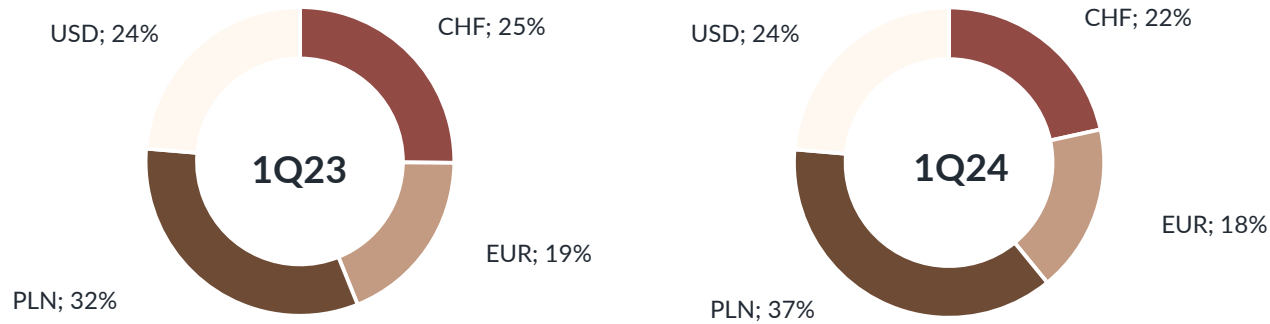 USD; 24%
CHF; 25%
1Q23
EUR; 19%
PLN; 32%
USD; 24%
CHF; 22%
1Q24
EUR; 18%
PLN; 37%